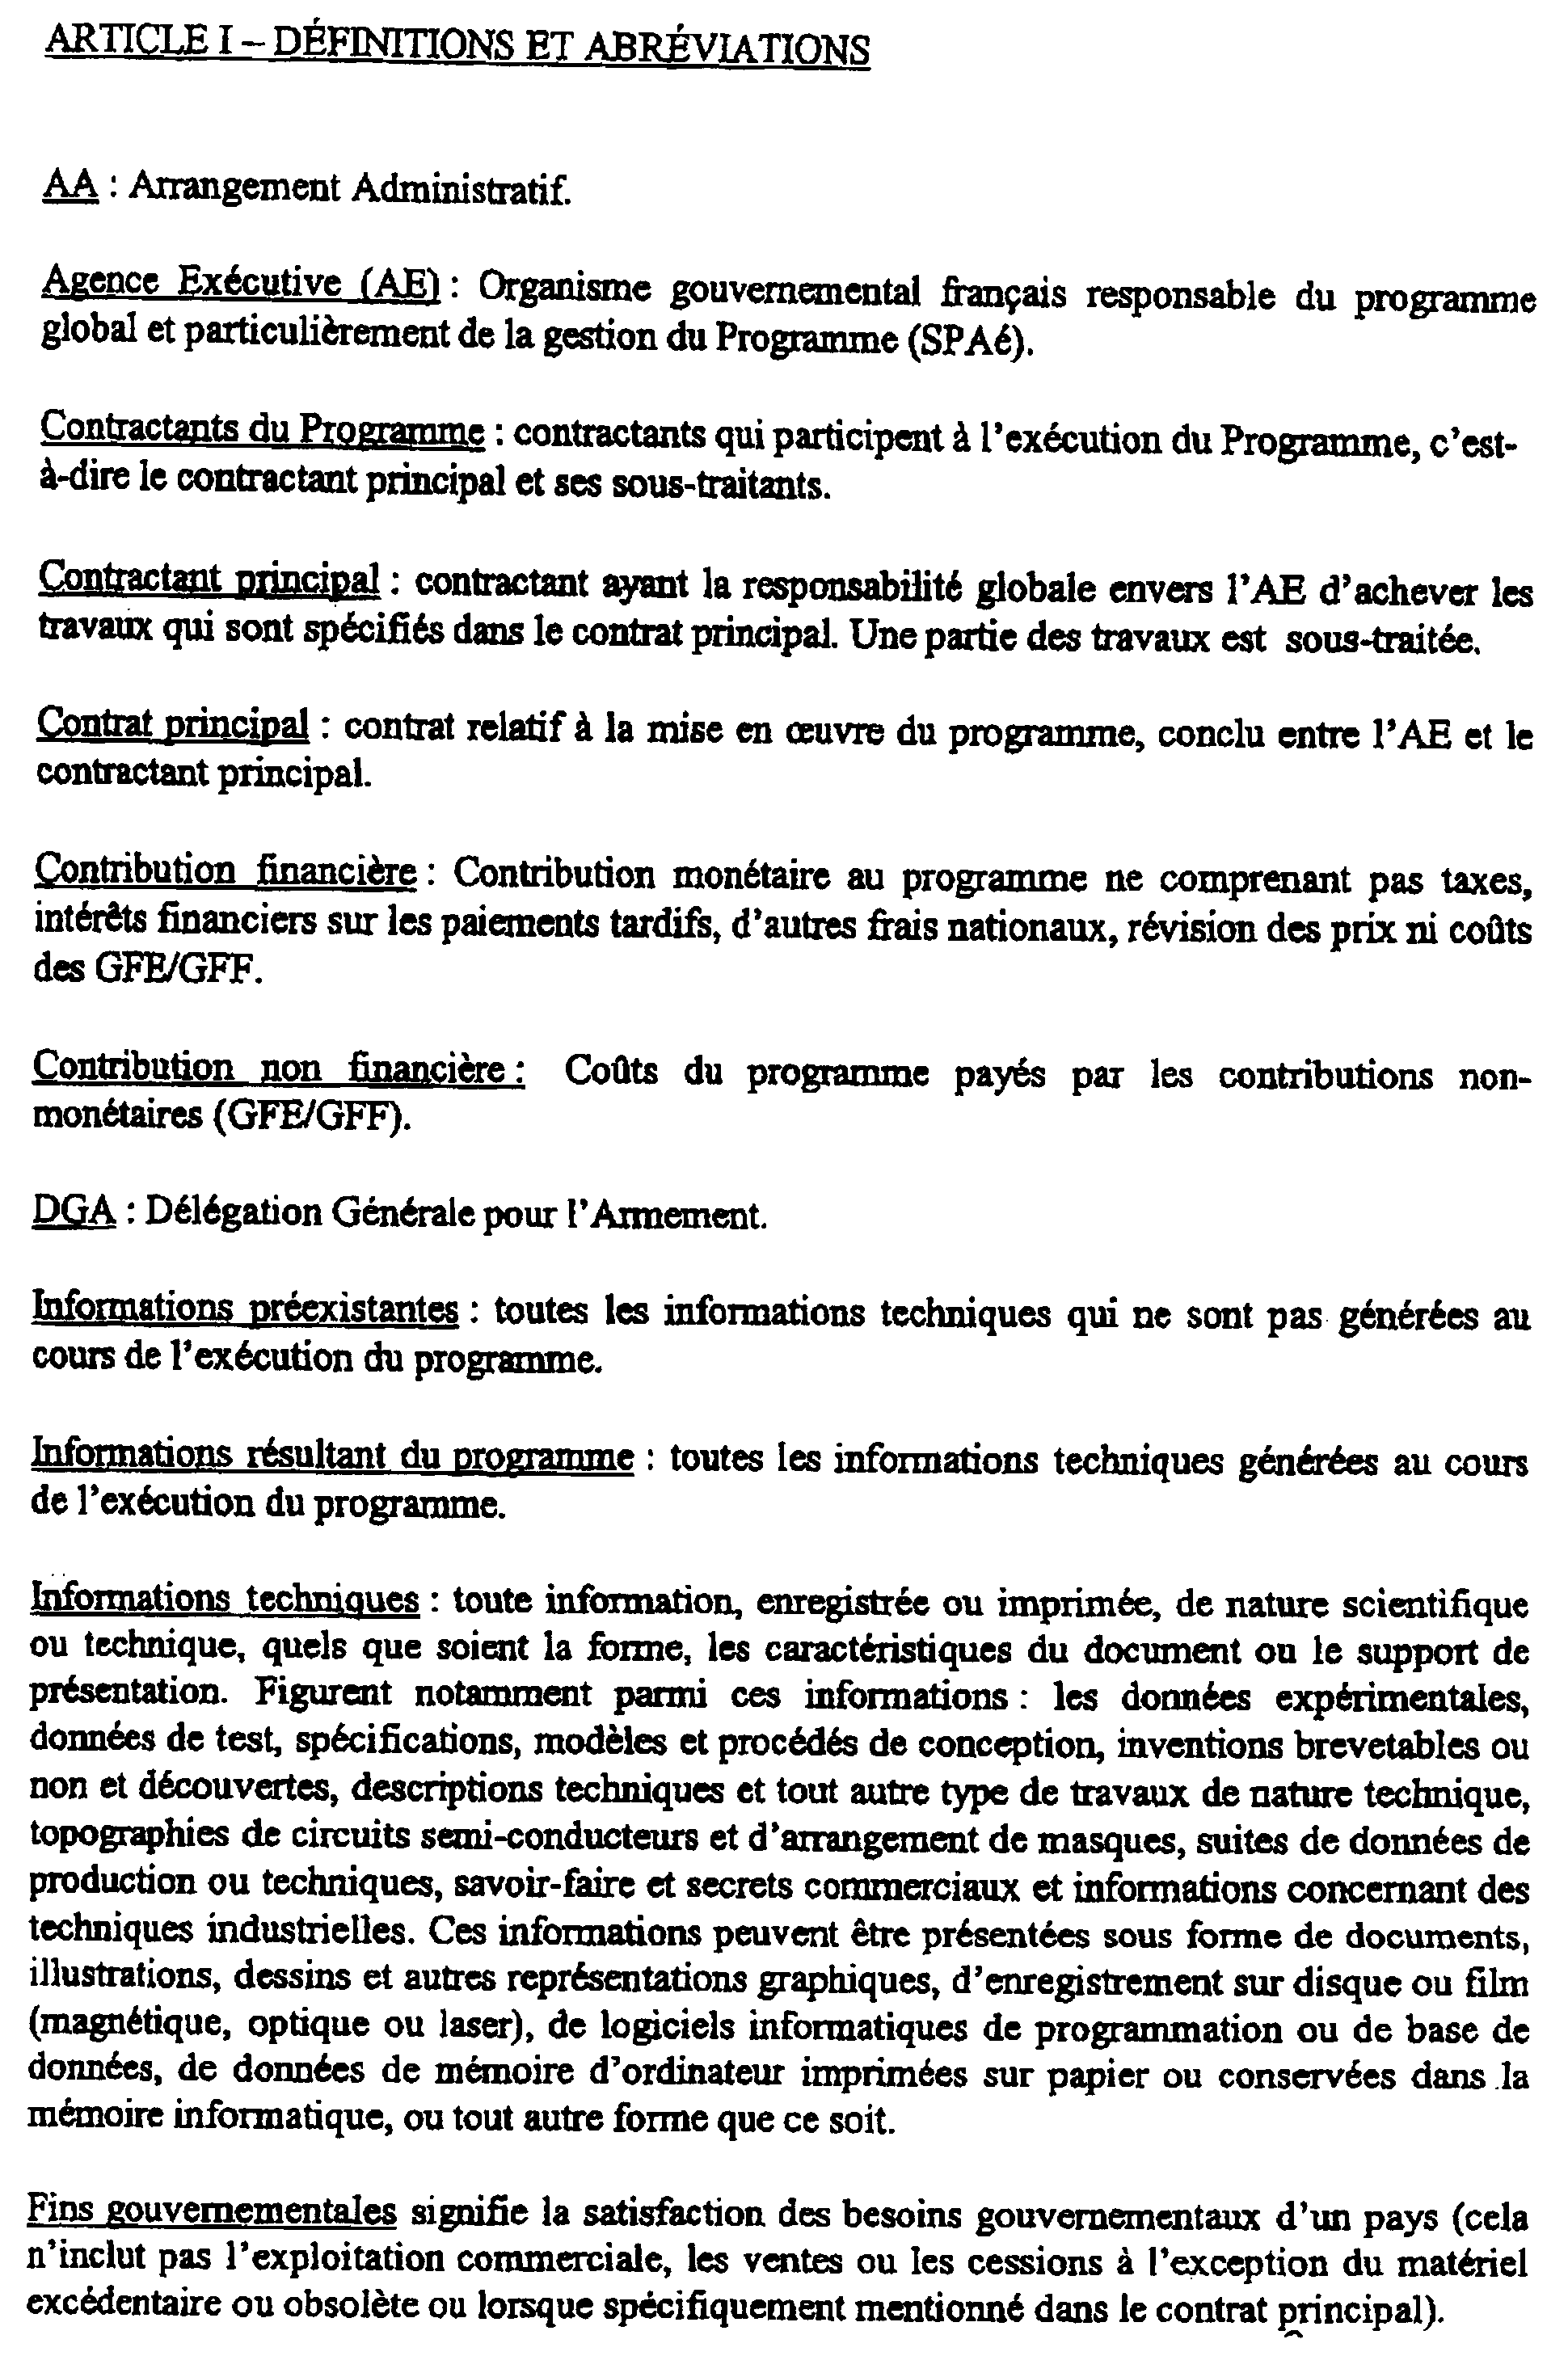 ARTICLE I – DÉFINITIONS ET ABRÉVIATIONS
AA : Arrangement Administratif.
Agence Exécutive (AE) : Organisme gouvernemental français responsable du programme
global et particulièrement de la gestion du Programme (SPAé).
Contractants du Programme : contractants qui participent à l'exécution du Programme, c'est-
à-dire le contractant principal et ses sous-traitants.
Contractant principal : contractant ayant la responsabilité globale envers l'AE d'achever les
travaux qui sont spécifiés dans le contrat principal. Une partie des travaux est sous-traitée.
Contrat principal : contrat relatif à la mise en œuvre du programme, conclu entre l'AE et le
contractant principal.
Contribution financière : Contribution monétaire au programme ne comprenant pas taxes,
intérêts financiers sur les paiements tardifs, d'autres frais nationaux, révision des prix ni coûts
des GFE/GFF.
Contribution non financière : Coûts du programme payés par les contributions non-
monétaires (GFE/GFF).
DGA : Délégation Générale pour l'Armement.
Informations préexistantes : toutes les informations techniques qui ne sont pas générées au
cours de l'exécution du programme.
Informations résultant du programme : toutes les informations techniques générées au cours
de l'exécution du programme.
Informations techniques : toute information, enregistrée ou imprimée, de nature scientifique
ou technique, quels que soient la forme, les caractéristiques du document ou le support de
présentation. Figurent notamment parmi ces informations : les données expérimentales,
données de test, spécifications, modèles et procédés de conception, inventions brevetables ou
non et découvertes, descriptions techniques et tout autre type de travaux de nature technique,
topographies de circuits semi-conducteurs et d'arrangement de masques, suites de données de
production ou techniques, savoir-faire et secrets commerciaux et informations concernant des
techniques industrielles. Ces informations peuvent être présentées sous forme de documents,
illustrations, dessins et autres représentations graphiques, d'enregistrement sur disque ou film
(magnétique, optique ou laser), de logiciels informatiques de programmation ou de base de
données, de données de mémoire d'ordinateur imprimées sur papier ou conservées dans la
mémoire informatique, ou tout autre forme que ce soit.
Fins gouvernementales signifie la satisfaction des besoins gouvernementaux d'un pays (cela
n'inclut pas l'exploitation commerciale, les ventes ou les cessions à l'exception du matériel
excédentaire ou obsolète ou lorsque spécifiquement mentionné dans le contrat principal).